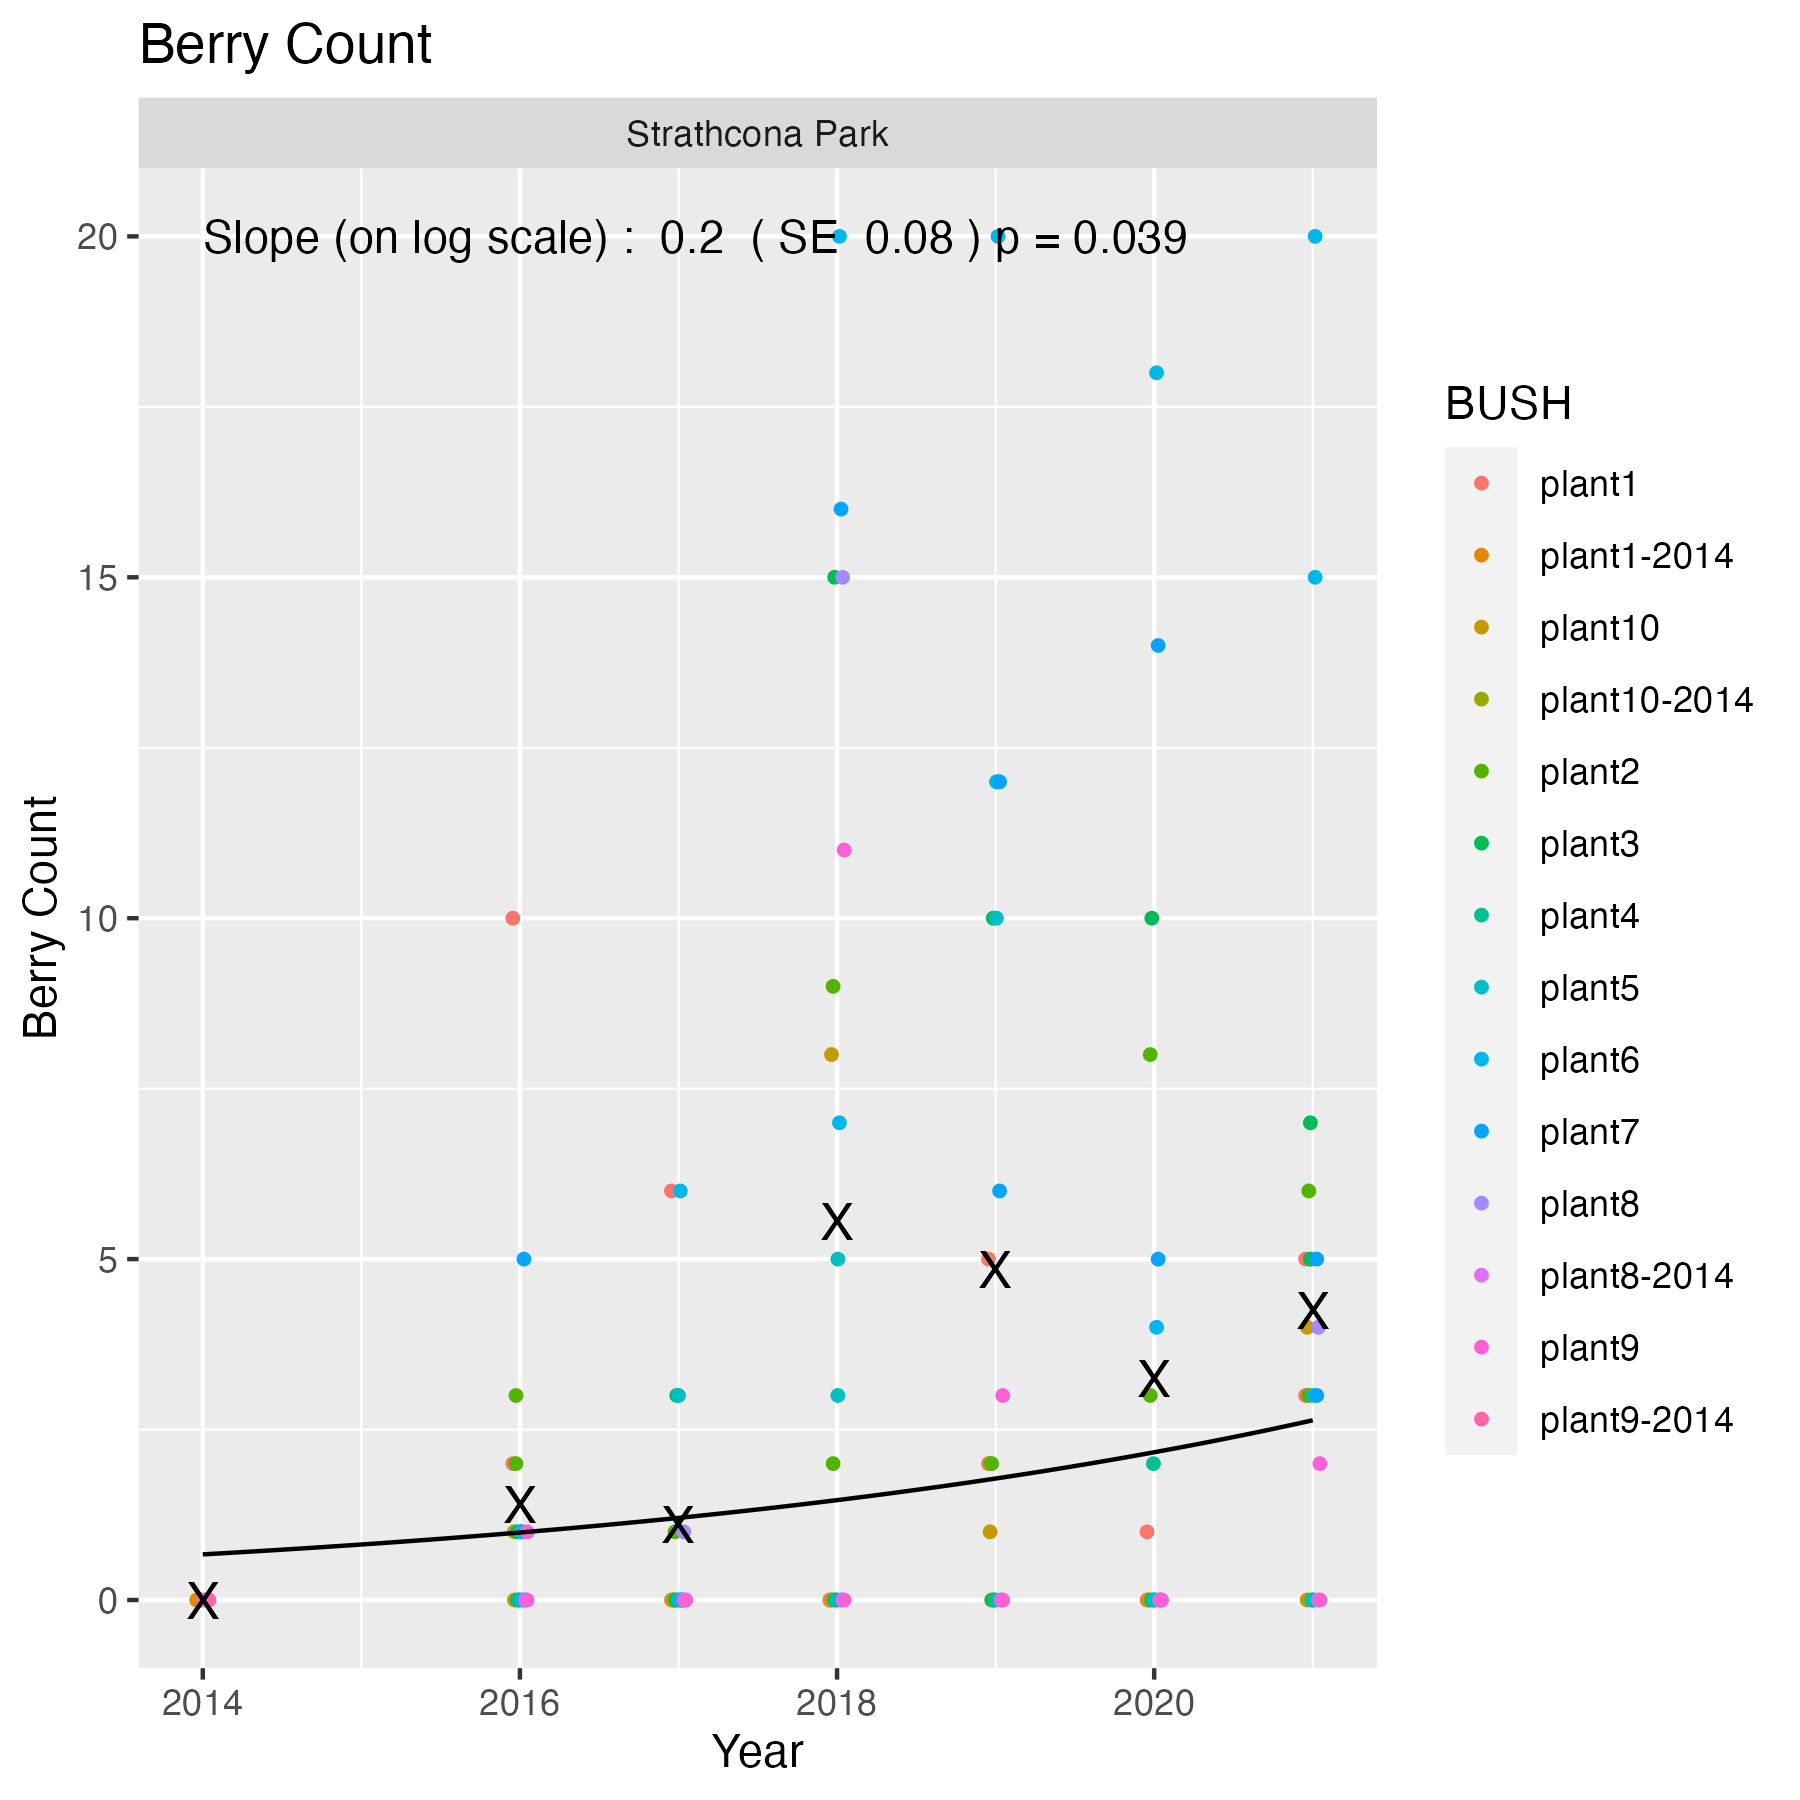 Berry Count
Strathcona Park
Slope (on log scale) : 0.2 ( SE 0.08 ) p = 0.039
20
15
10
5
0
Berry Count
X
X
X
X
X
X
X
2014
2016
2018
2020
Year
BUSH
plant1
plant1-2014
plant10
plant10-2014
plant2
plant3
plant4
plant5
plant6
plant7
plant8
plant8-2014
plant9
plant9-2014